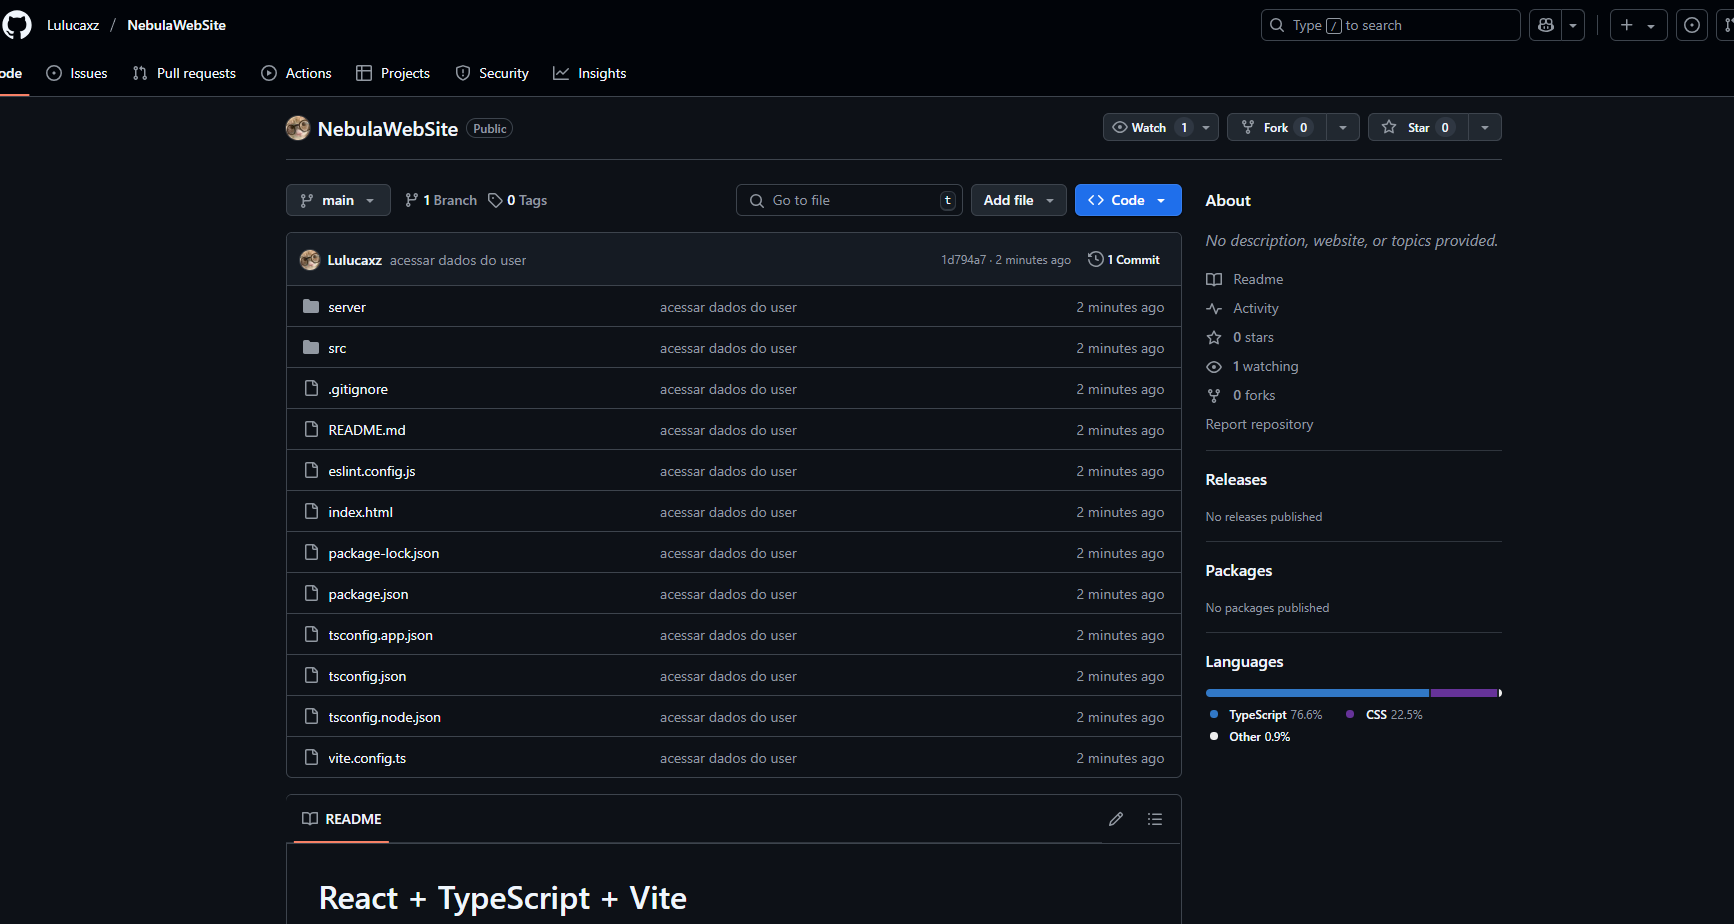 Lulucaxz / NebulaWebSite
Type / to search
ode Issues Pull requests Actions Projects Security Insights
NebulaWebSite Public
Watch 1 Fork 0 Star 0
main 1 Branch 0 Tags
Go to file t Add file Code
Lulucaxz acessar dados do user 1d794a7 · 2 minutes ago 1 Commit
server acessar dados do user 2 minutes ago
src acessar dados do user 2 minutes ago
.gitignore acessar dados do user 2 minutes ago
README.md acessar dados do user 2 minutes ago
eslint.config.js acessar dados do user 2 minutes ago
index.html acessar dados do user 2 minutes ago
package-lock.json acessar dados do user 2 minutes ago
package.json acessar dados do user 2 minutes ago
tsconfig.app.json acessar dados do user 2 minutes ago
tsconfig.json acessar dados do user 2 minutes ago
tsconfig.node.json acessar dados do user 2 minutes ago
vite.config.ts acessar dados do user 2 minutes ago
README
React + TypeScript + Vite
About
No description, website, or topics provided.
Readme
Activity
0 stars
1 watching
0 forks
Report repository
Releases
No releases published
Packages
No packages published
Languages
TypeScript 76.6% CSS 22.5%
Other 0.9%